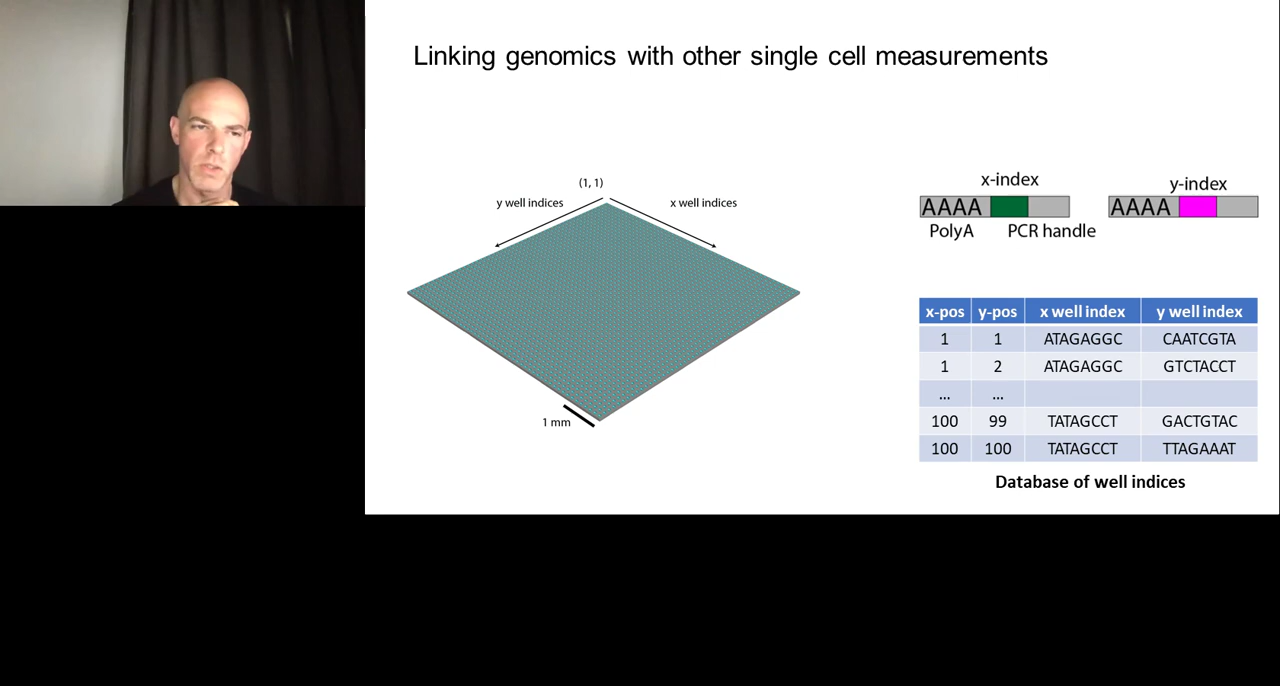 Linking genomics with other single cell measurements
(1, 1)
y well indices
x well indices
1 mm
x-index
AAAA
PolyA
PCR handle
y-index
AAAA
x-pos y-pos x well index y well index
1 1 ATAGAGGC CAATCGTA
1 2 ATAGAGGC GTCTACCT
... ...
100 99 TATAGCCT GACTGTAC
100 100 TATAGCCT TTAGAAAT
Database of well indices